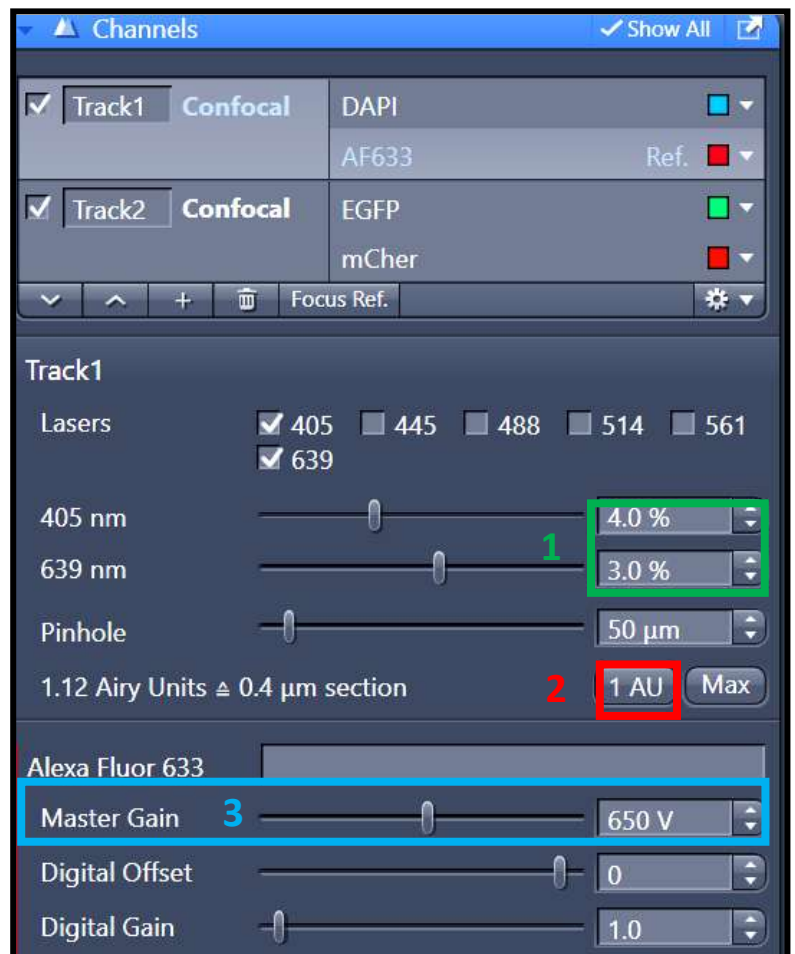 Channels Show All
Track1 Confocal DAPI
AF633 Ref.
Track2 Confocal EGFP
mCher
+ Focus Ref.
Track1
Lasers 405 445 488 514 561
639
405 nm 4.0 %
1
639 nm 3.0 %
Pinhole 50 µm
1.12 Airy Units ≙ 0.4 µm section 2 1 AU Max
Alexa Fluor 633
Master Gain 3 650 V
Digital Offset 0
Digital Gain 1.0